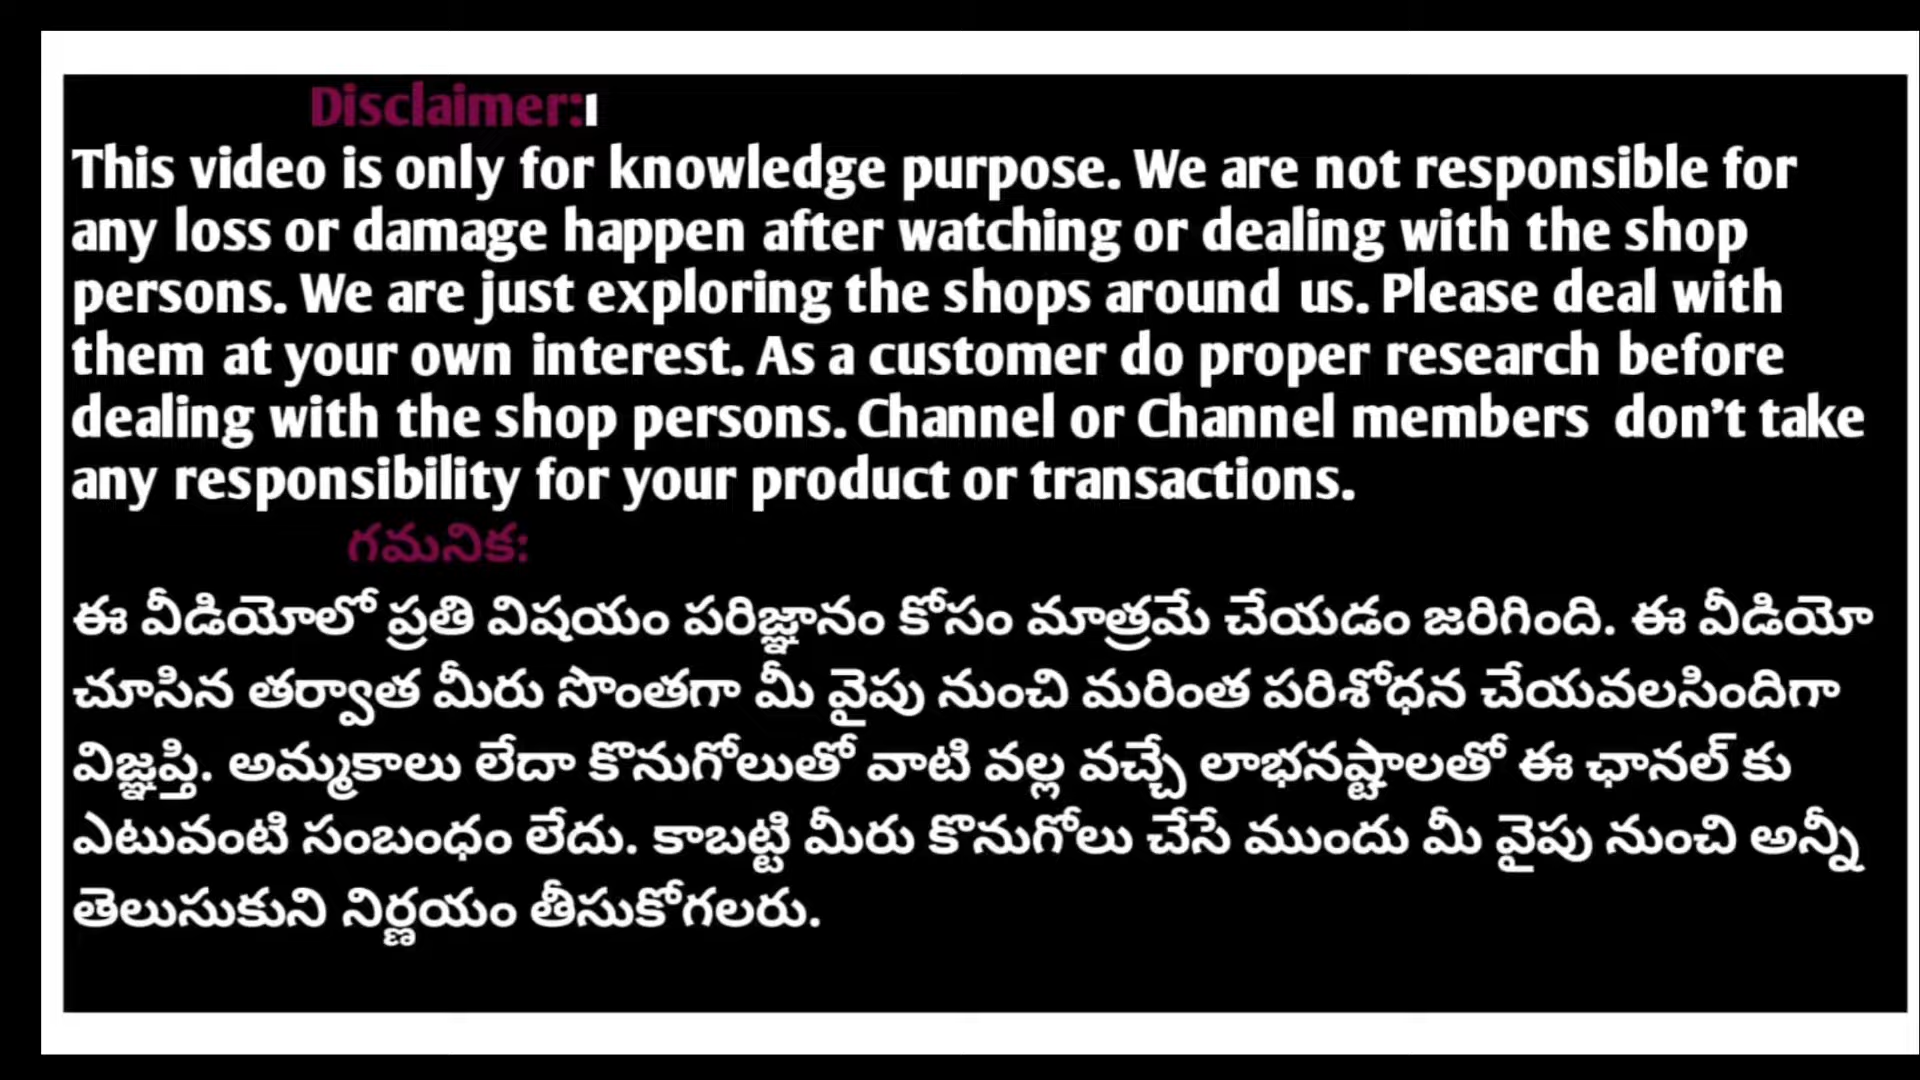 Disclaimer:
This video is only for knowledge purpose. We are not responsible for
any loss or damage happen after watching or dealing with the shop
persons. We are just exploring the shops around us. Please deal with
them at your own interest. As a customer do proper research before
dealing with the shop persons. Channel or Channel members don't take
any responsibility for your product or transactions.
గమనిక:
ఈ వీడియోలో ప్రతి విషయం పరిజ్ఞానం కోసం మాత్రమే చేయడం జరిగింది. ఈ వీడియో
చూసిన తర్వాత మీరు సొంతగా మీ వైపు నుంచి మరింత పరిశోధన చేయవలసిందిగా
విజ్ఞప్తి. అమ్మకాలు లేదా కొనుగోలుతో వాటి వల్ల వచ్చే లాభనష్టాలతో ఈ ఛానల్ కు
ఎటువంటి సంబంధం లేదు. కాబట్టి మీరు కొనుగోలు చేసే ముందు మీ వైపు నుంచి అన్నీ
తెలుసుకుని నిర్ణయం తీసుకోగలరు.